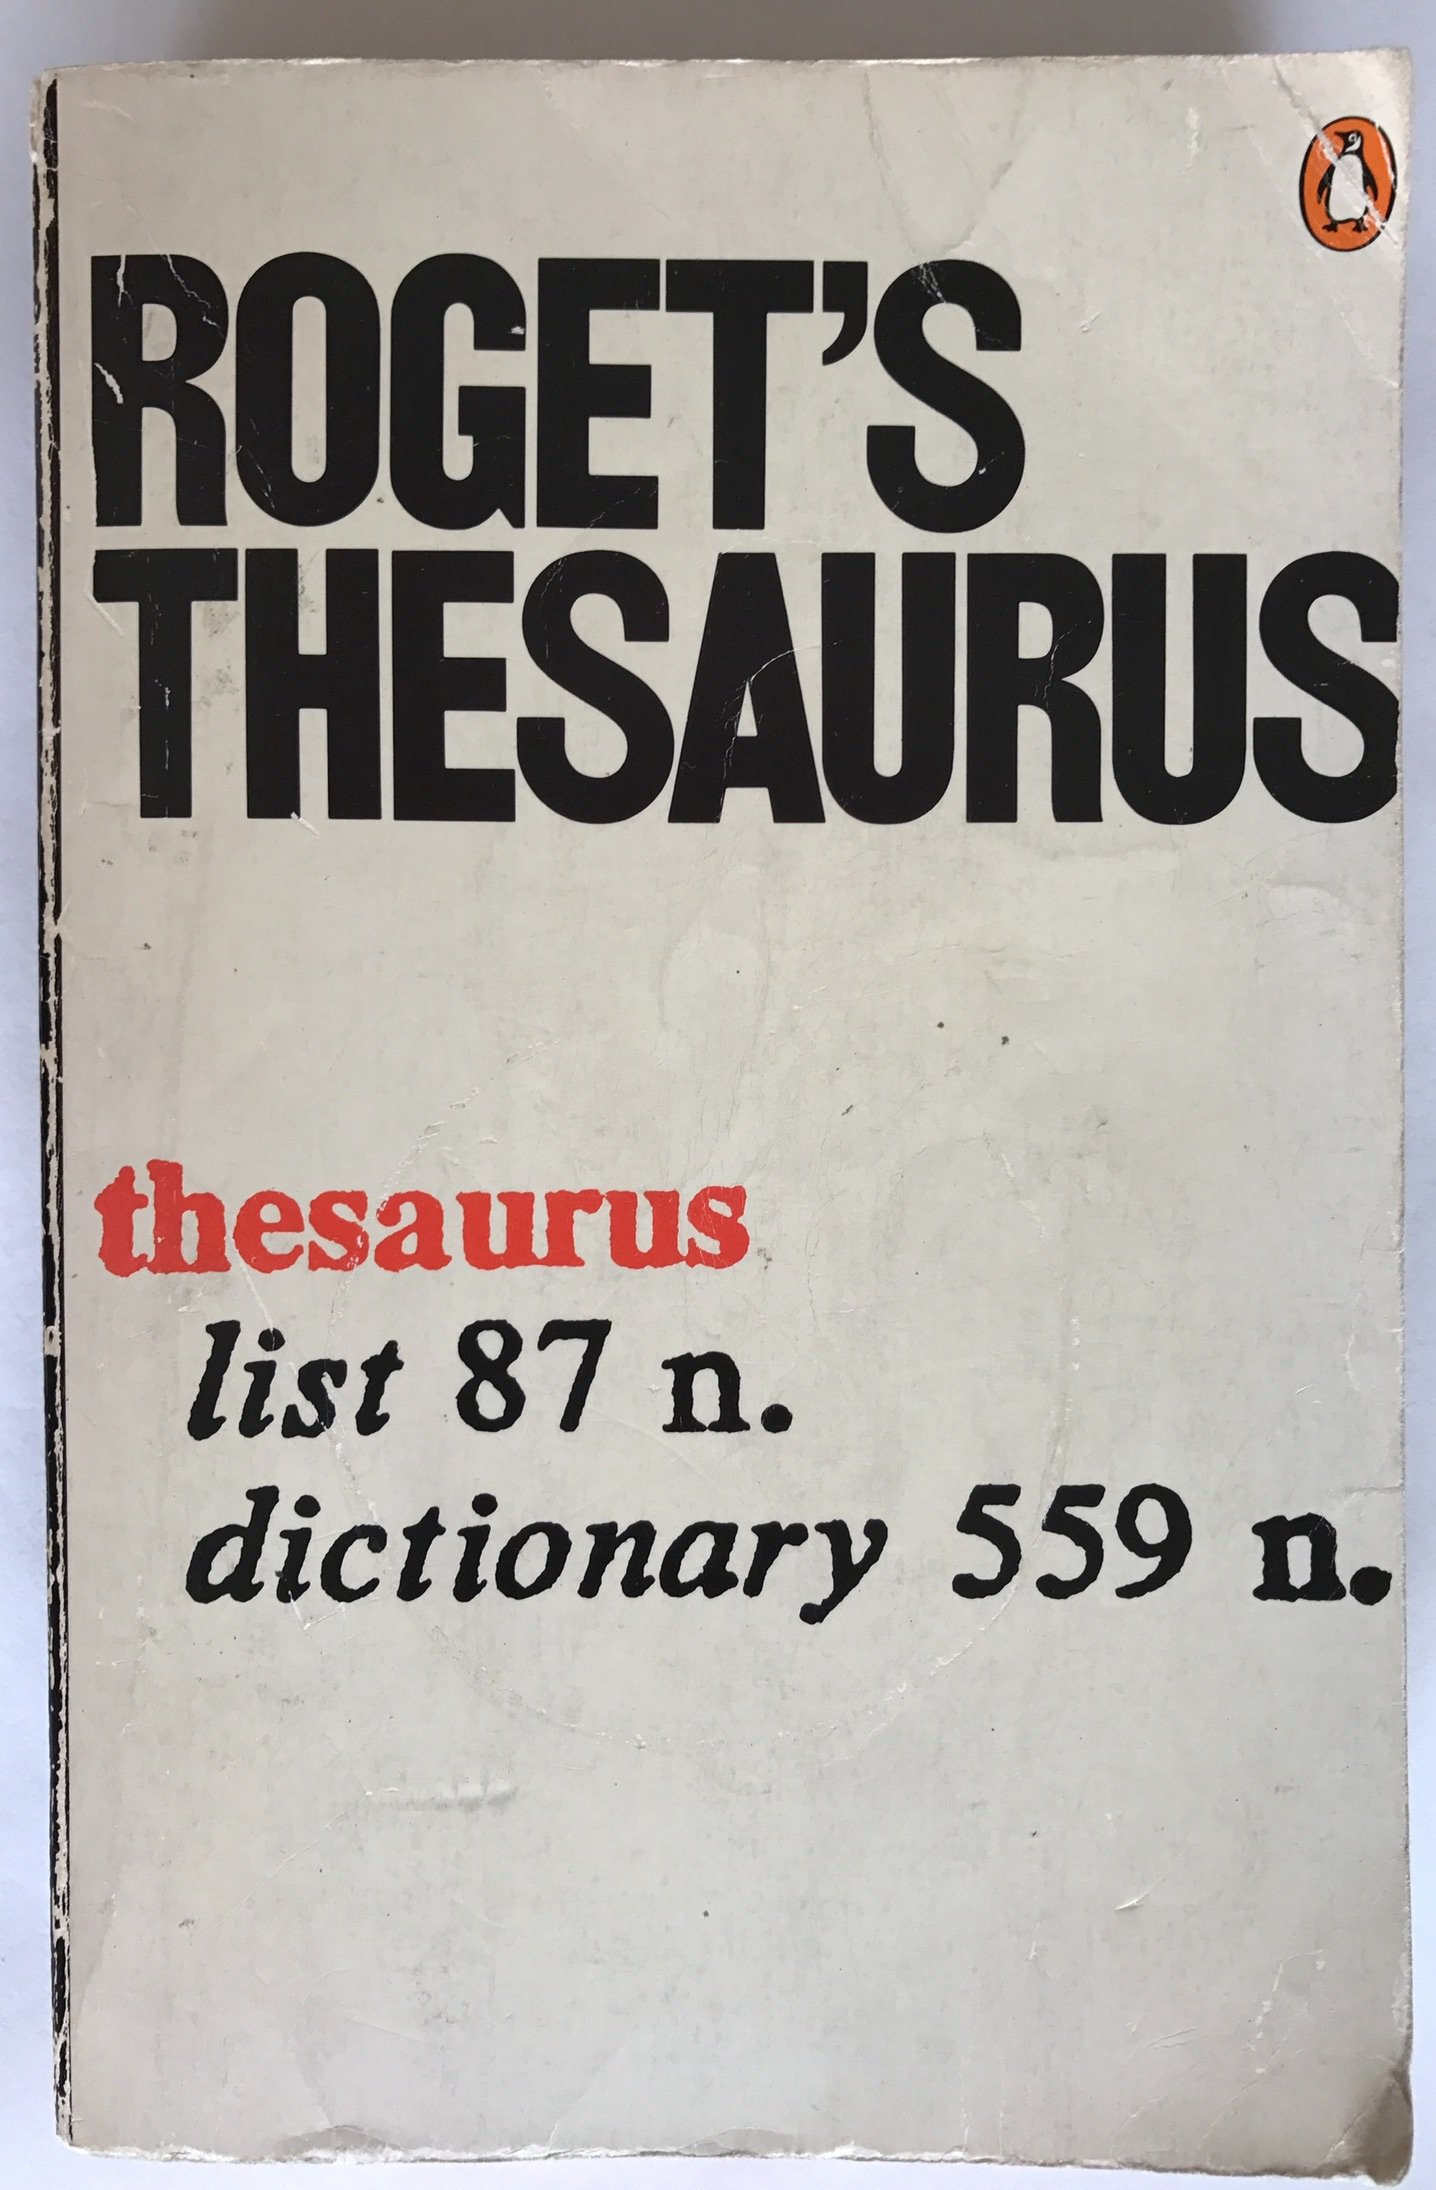 ROGET'S
THESAURUS
thesaurus
list 87 n.
dictionary 559 n.